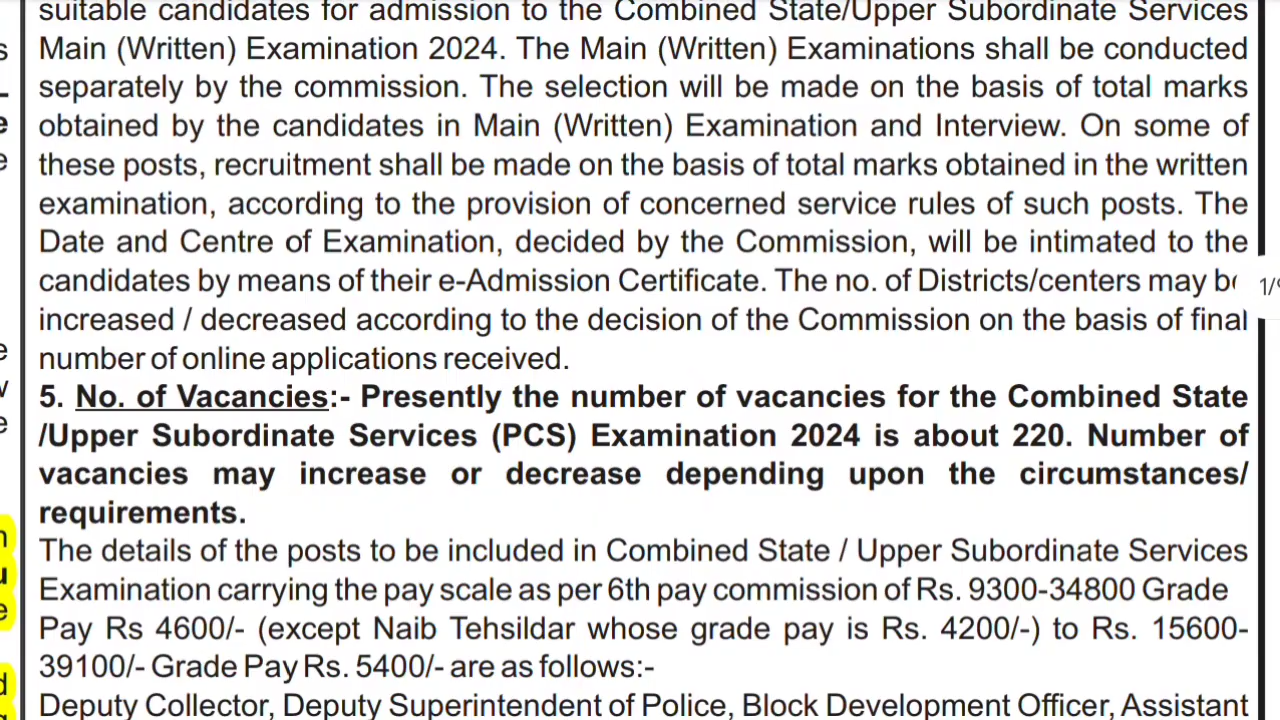 suitable candidates for admission to the Combined State/Upper Subordinate Services
Main (Written) Examination 2024. The Main (Written) Examinations shall be conducted
separately by the commission. The selection will be made on the basis of total marks
obtained by the candidates in Main (Written) Examination and Interview. On some of
these posts, recruitment shall be made on the basis of total marks obtained in the written
examination, according to the provision of concerned service rules of such posts. The
Date and Centre of Examination, decided by the Commission, will be intimated to the
candidates by means of their e-Admission Certificate. The no. of Districts/centers may be
increased / decreased according to the decision of the Commission on the basis of final
number of online applications received.
5. No. of Vacancies:- Presently the number of vacancies for the Combined State
/Upper Subordinate Services (PCS) Examination 2024 is about 220. Number of
vacancies may increase or decrease depending upon the circumstances/
requirements.
The details of the posts to be included in Combined State / Upper Subordinate Services
Examination carrying the pay scale as per 6th pay commission of Rs. 9300-34800 Grade
Pay Rs 4600/- (except Naib Tehsildar whose grade pay is Rs. 4200/-) to Rs. 15600-
39100/- Grade Pay Rs. 5400/- are as follows:-
Deputy Collector, Deputy Superintendent of Police, Block Development Officer, Assistant